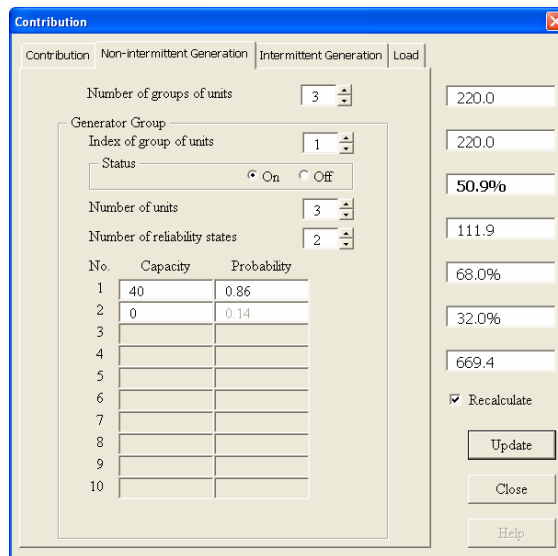 Contribution
Contribution Non-intermittent Generation Intermittent Generation Load
Number of groups of units 3
Generator Group
Index of group of units 1
Status
On Off
Number of units 3
Number of reliability states 2
No. Capacity Probability
1 40 0.86
2 0 0.14
3
4
5
6
7
8
9
10
220.0
220.0
50.9%
111.9
68.0%
32.0%
669.4
Recalculate
Update
Close
Help